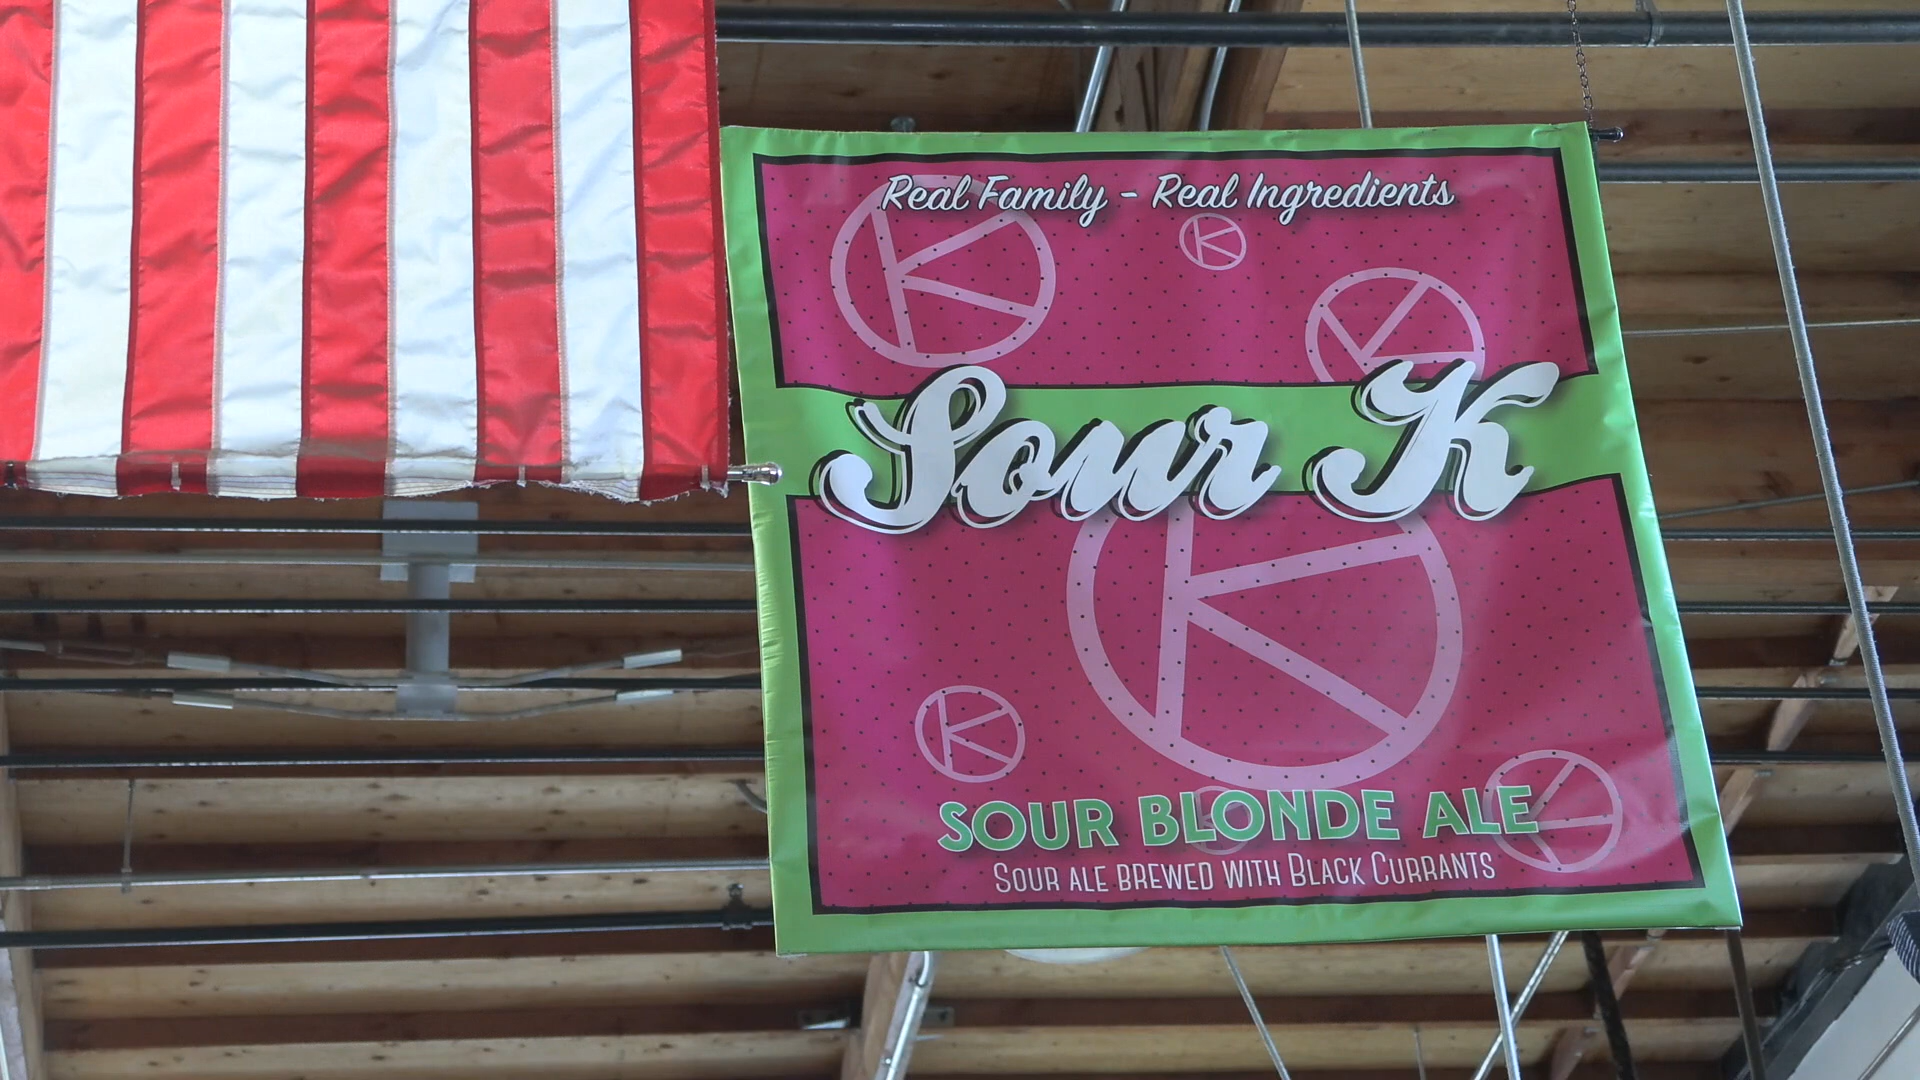 Real Family - Real Ingredients
Sour K
SOUR BLONDE ALE
SOUR ALE BREWED WITH BLACK CURRANTS